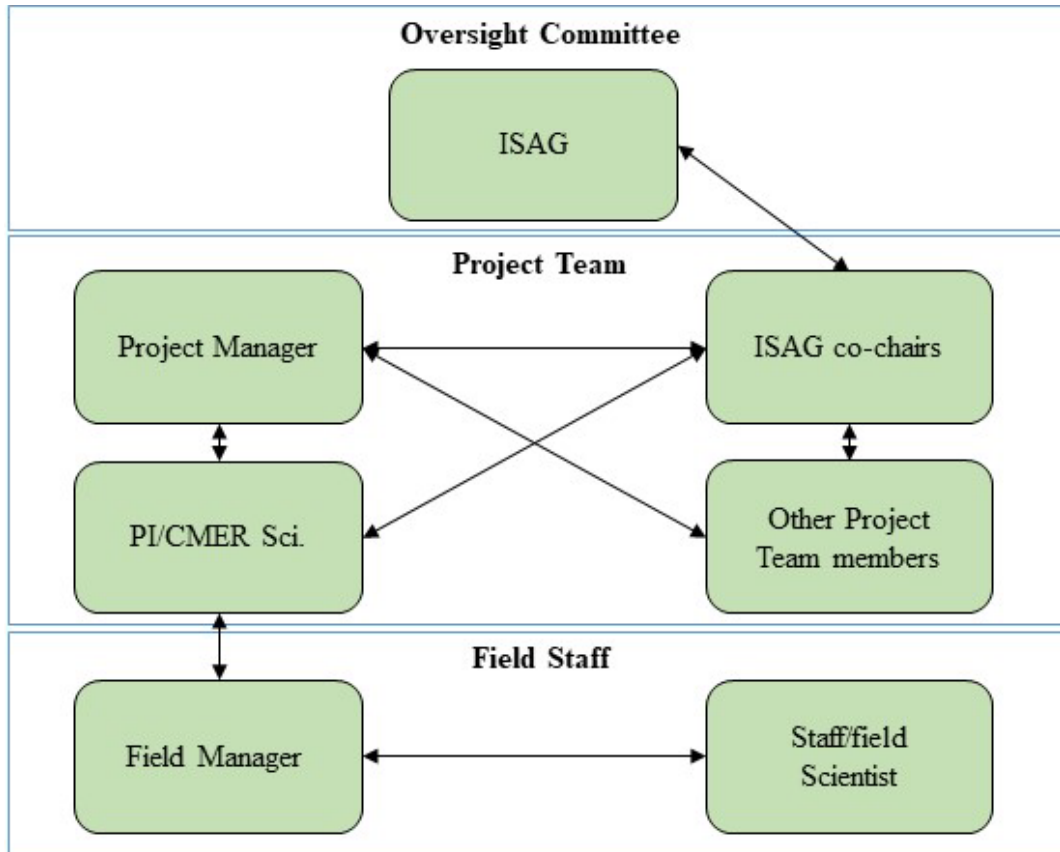 Oversight Committee
ISAG
Project Team
Project Manager
ISAG co-chairs
PI/CMER Sci.
Other Project
Team members
Field Staff
Field Manager
Staff/field
Scientist